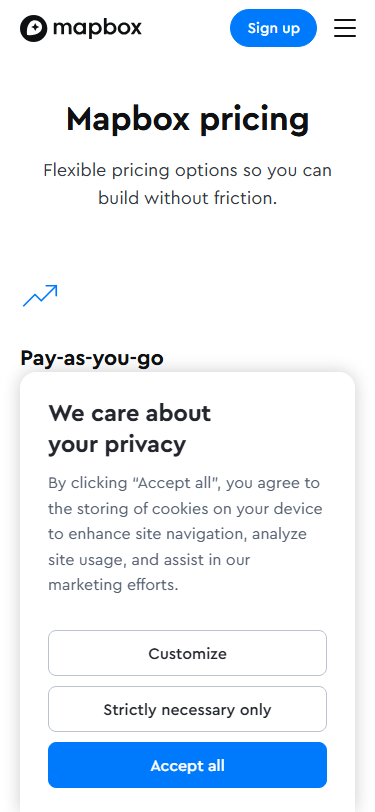 mapbox
Sign up
Mapbox pricing
Flexible pricing options so you can
build without friction.
Pay-as-you-go
We care about
your privacy
By clicking “Accept all”, you agree to
the storing of cookies on your device
to enhance site navigation, analyze
site usage, and assist in our
marketing efforts.
Customize
Strictly necessary only
Accept all